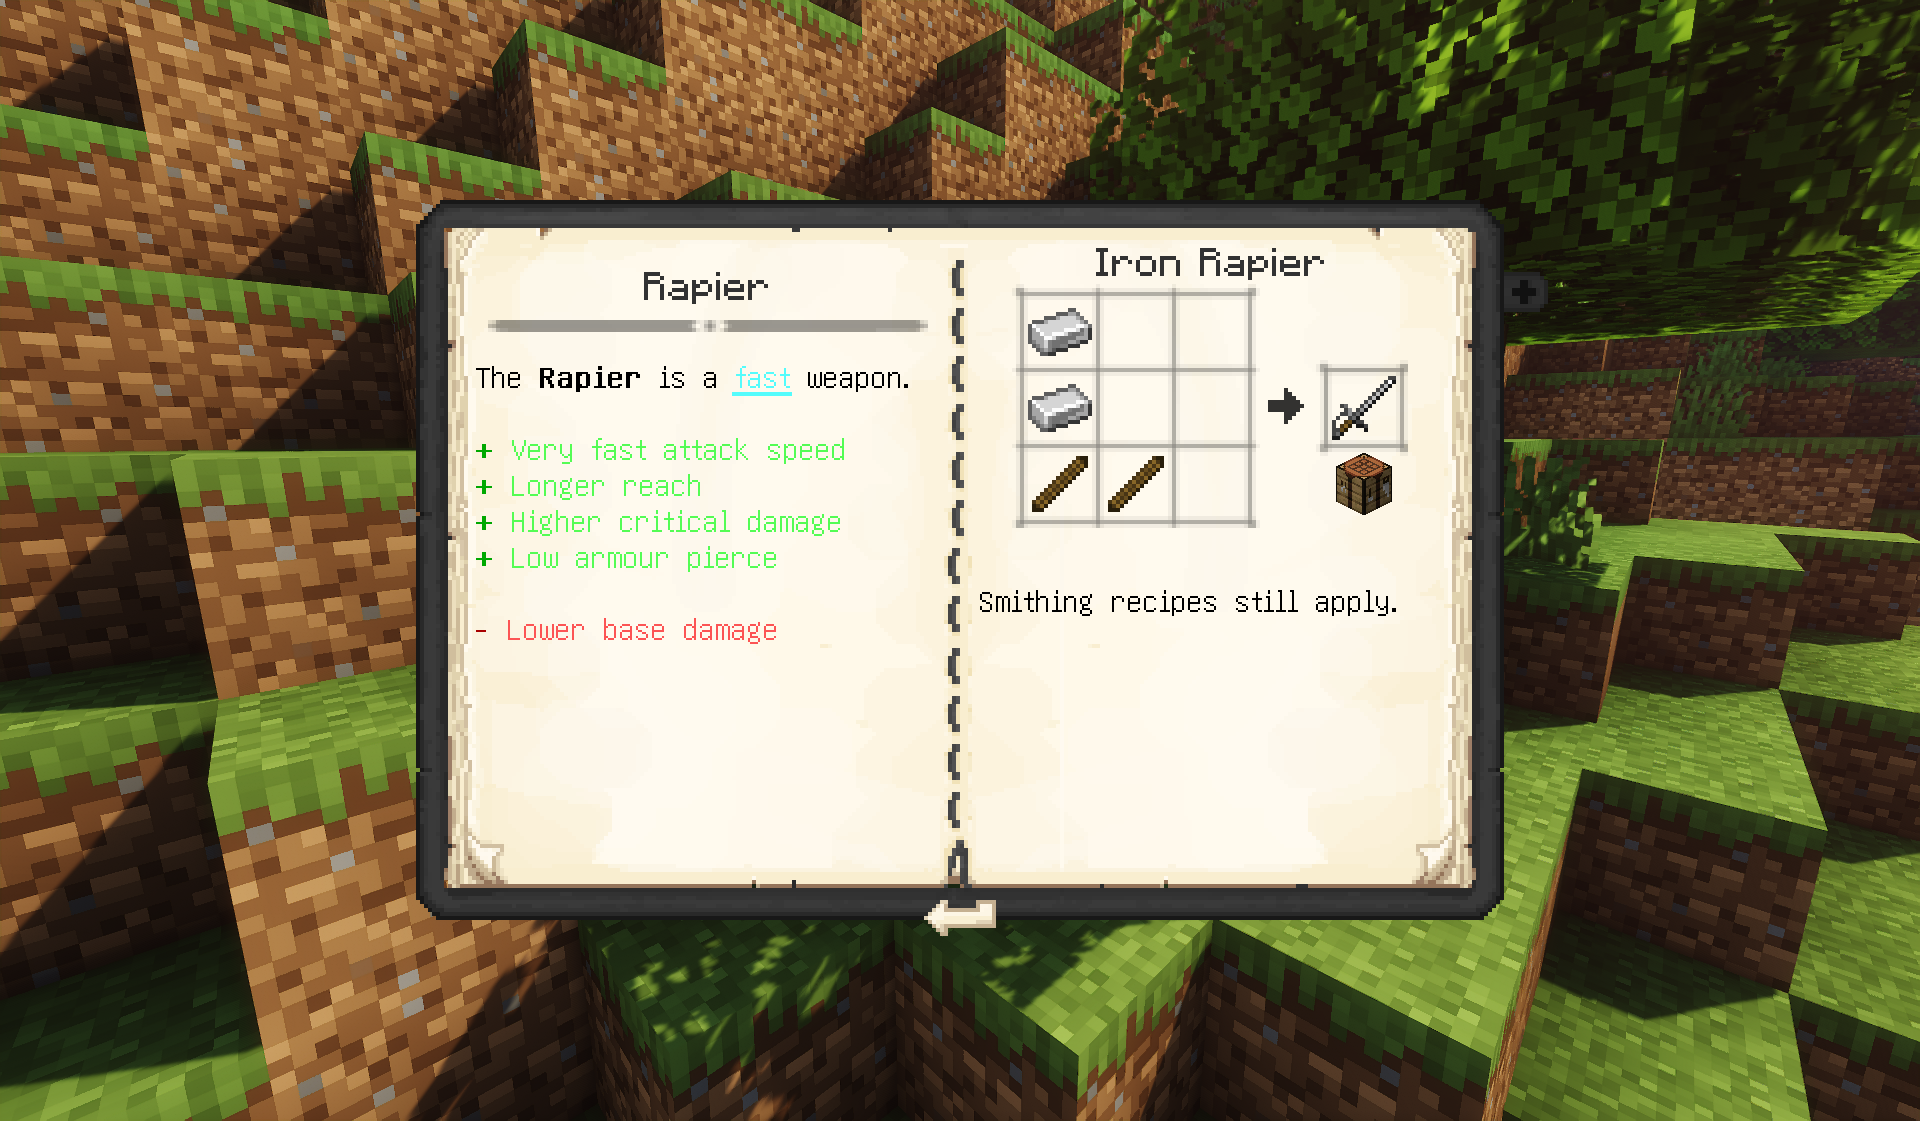 Rapier
The Rapier is a fast weapon.
+ Very fast attack speed
+ Longer reach
+ Higher critical damage
+ Low armour pierce
- Lower base damage
Iron Rapier
Smithing recipes still apply.